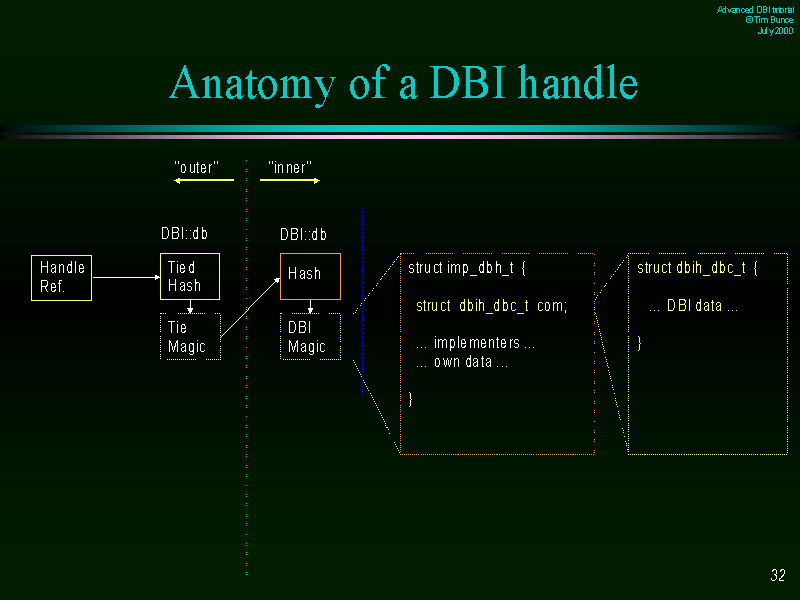 Advanced DBI tutorial
©Tim Bunce
July 2000
Anatomy of a DBI handle
"outer"
"inner"
DBI::db
DBI::db
Handle
Ref.
Tied
Hash
Hash
Tie
Magic
DBI
Magic
struct imp_dbh_t {
struct dbih_dbc_t com;
... implementers ...
... own data ...
}
struct dbih_dbc_t {
... DBI data ...
}
32